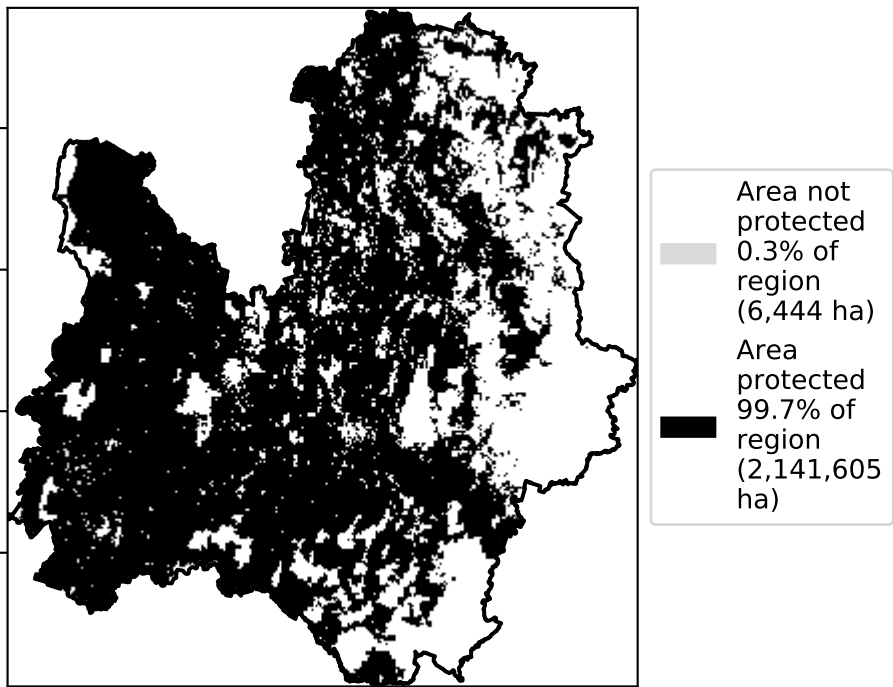 Area not
protected
0.3% of
region
(6,444 ha)
Area
protected
99.7% of
region
(2,141,605
ha)